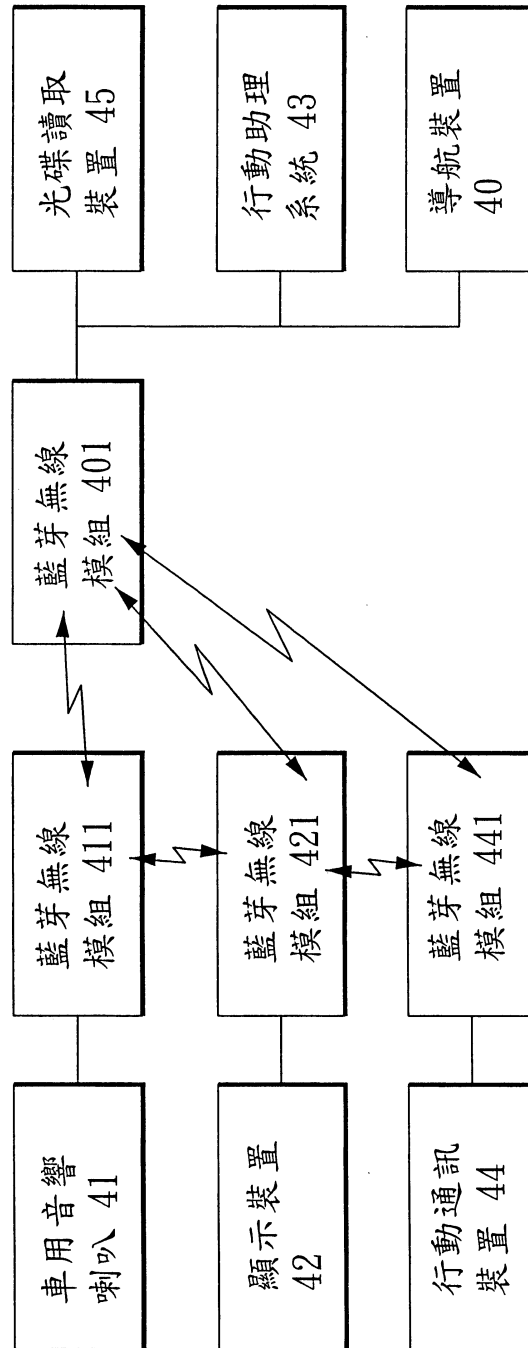 車用音響
喇叭 41
藍芽無線
模組 411
藍芽無線
模組 401
光碟讀取
裝置 45
顯示裝置
42
藍芽無線
模組 421
行動助理
系統 43
行動通訊
裝置 44
藍芽無線
模組 441
導航裝置
40